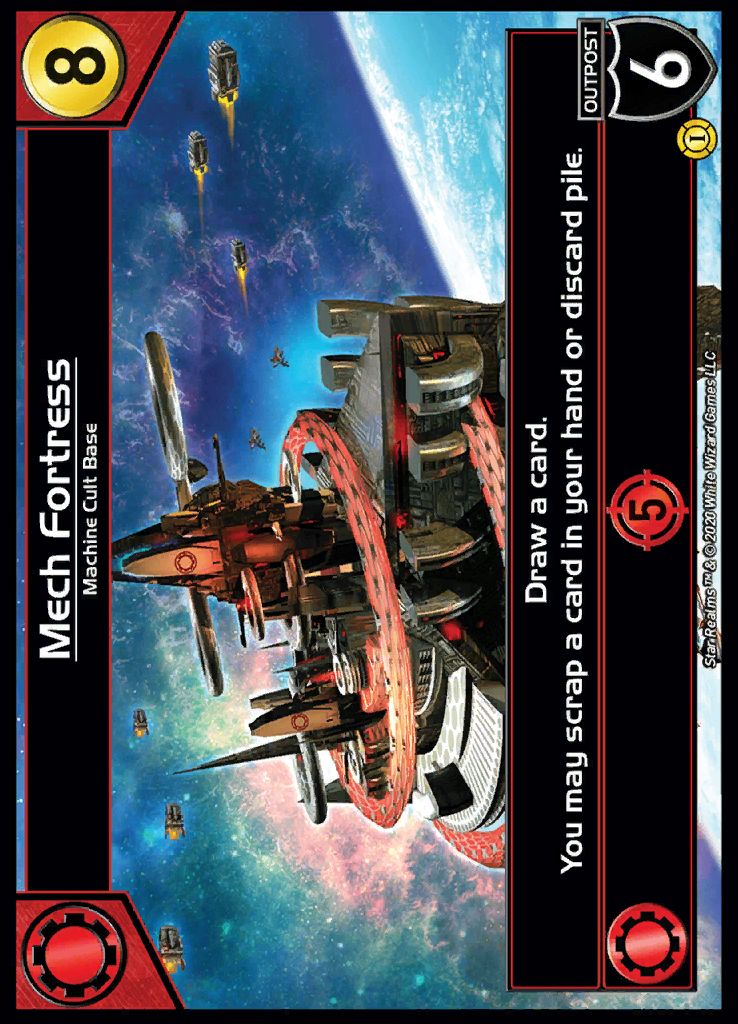 Mech Fortress
8
Machine Cult Base
Draw a card.
You may scrap a card in your hand or discard pile.
OUTPOST
6
5
I
Star Realms™ & © 2020 White Wizard Games LLC